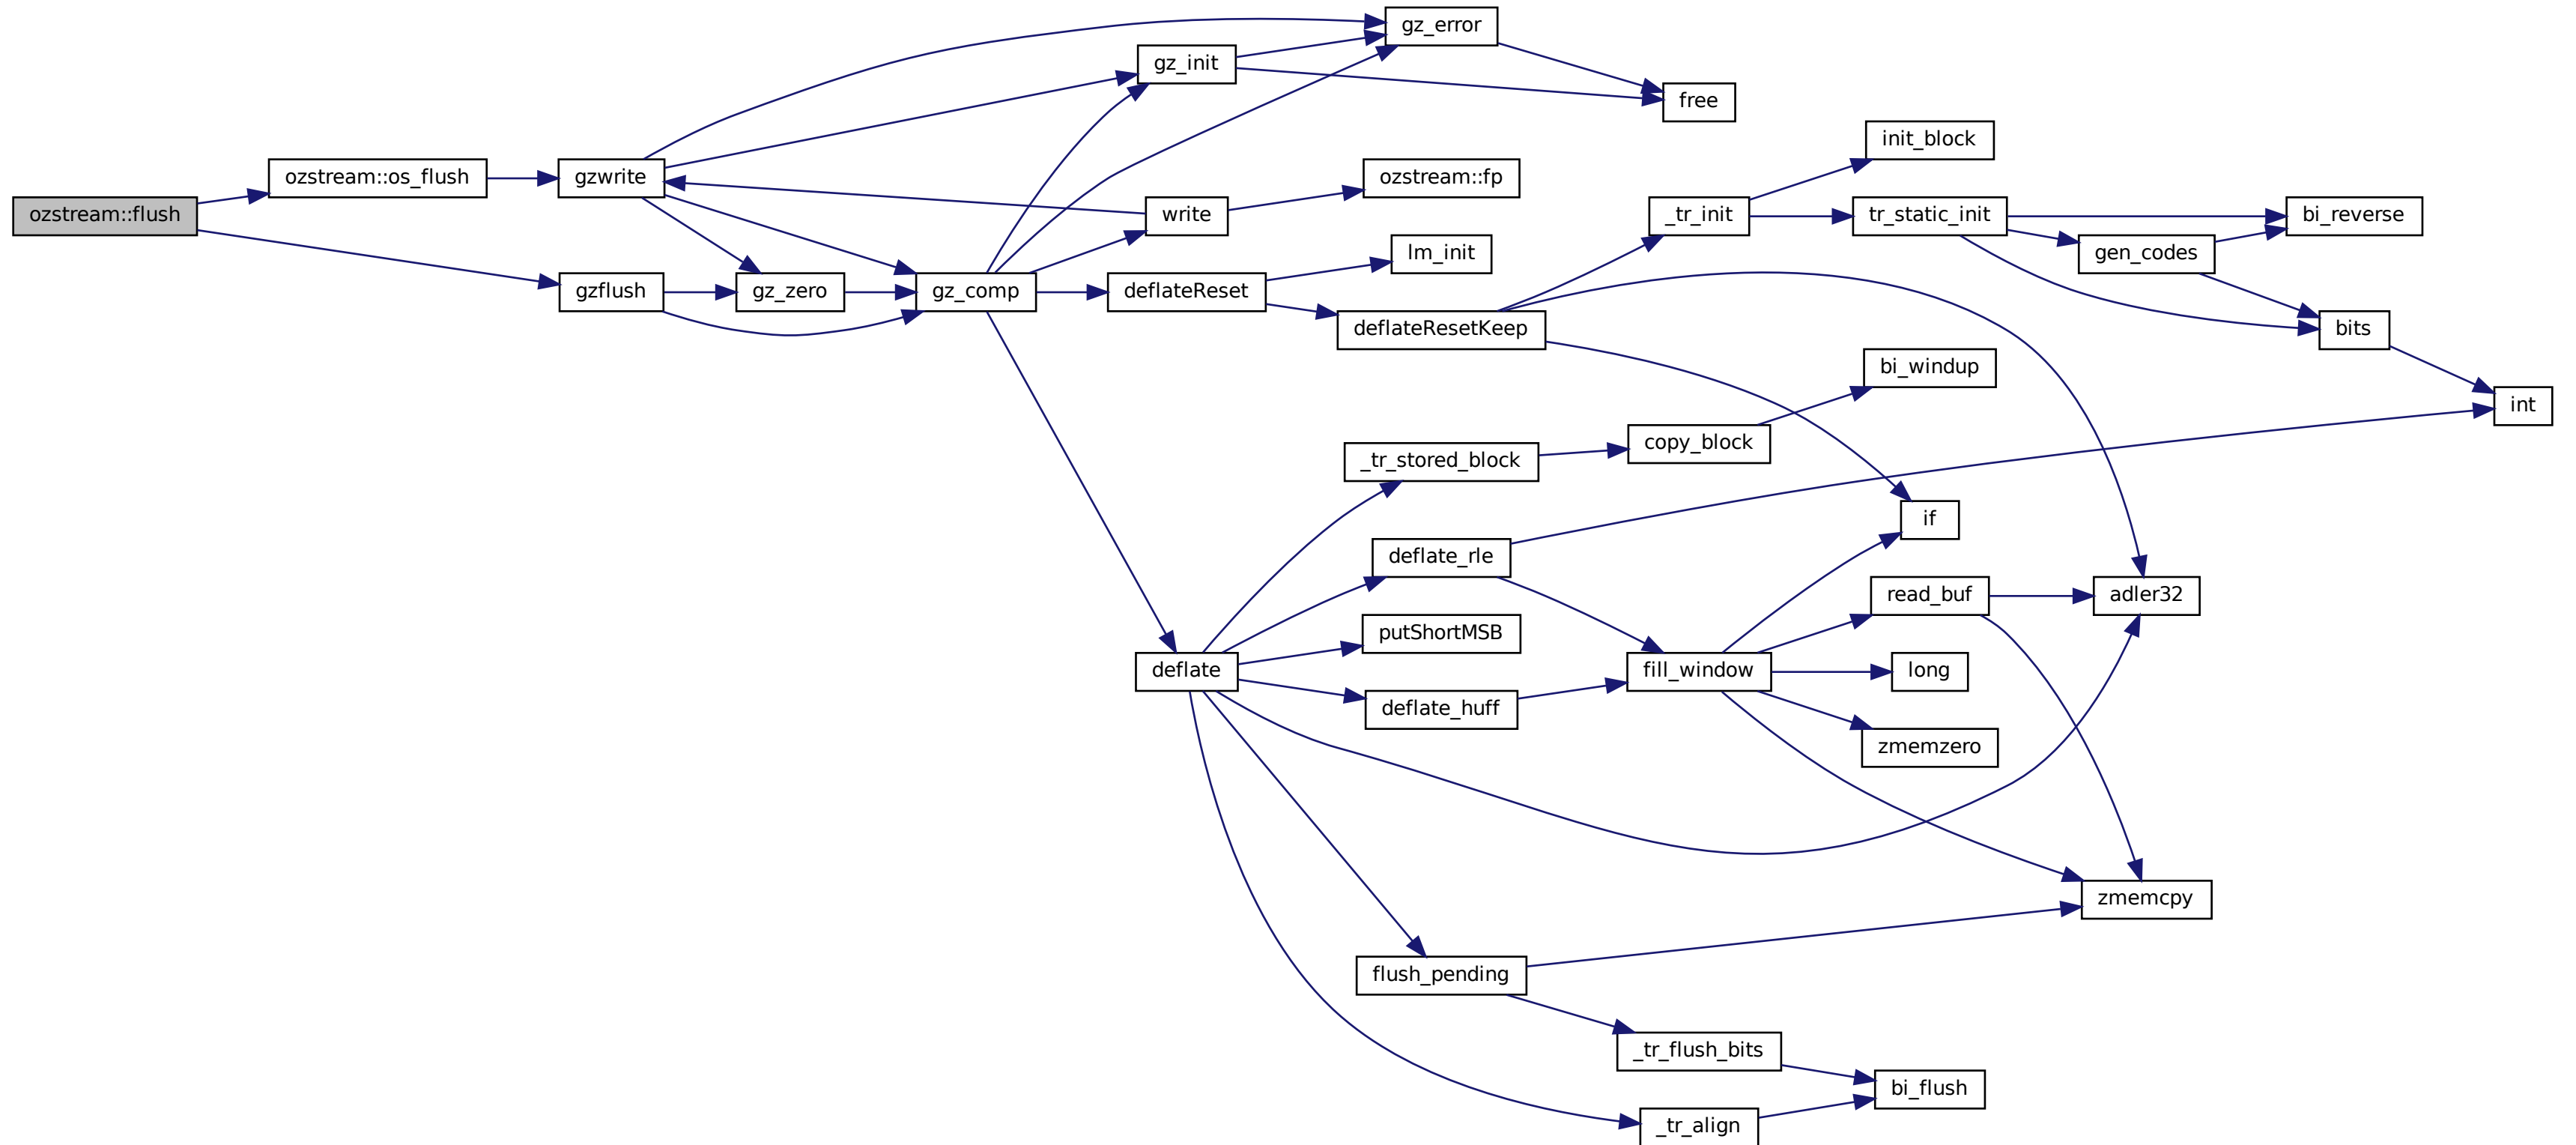 gz_error
gz_init
free
init_block
ozstream::os_flush
gzwrite
ozstream::fp
ozstream::flush
write
_tr_init
tr_static_init
bi_reverse
lm_init
gen_codes
gzflush
gz_zero
gz_comp
deflateReset
deflateResetKeep
bits
bi_windup
int
copy_block
_tr_stored_block
if
deflate_rle
read_buf
adler32
putShortMSB
deflate
fill_window
long
deflate_huff
zmemzero
zmemcpy
flush_pending
_tr_flush_bits
bi_flush
_tr_align